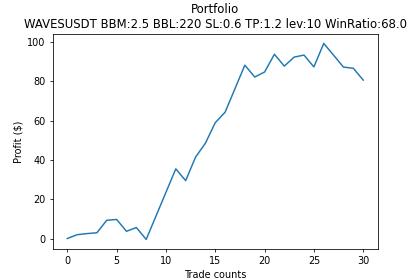 Portfolio
WAVESUSDT BBM:2.5 BBL:220 SL:0.6 TP:1.2 lev:10 WinRatio:68.0
100
80
60
40
20
0
Profit ($)
0 5 10 15 20 25 30
Trade counts